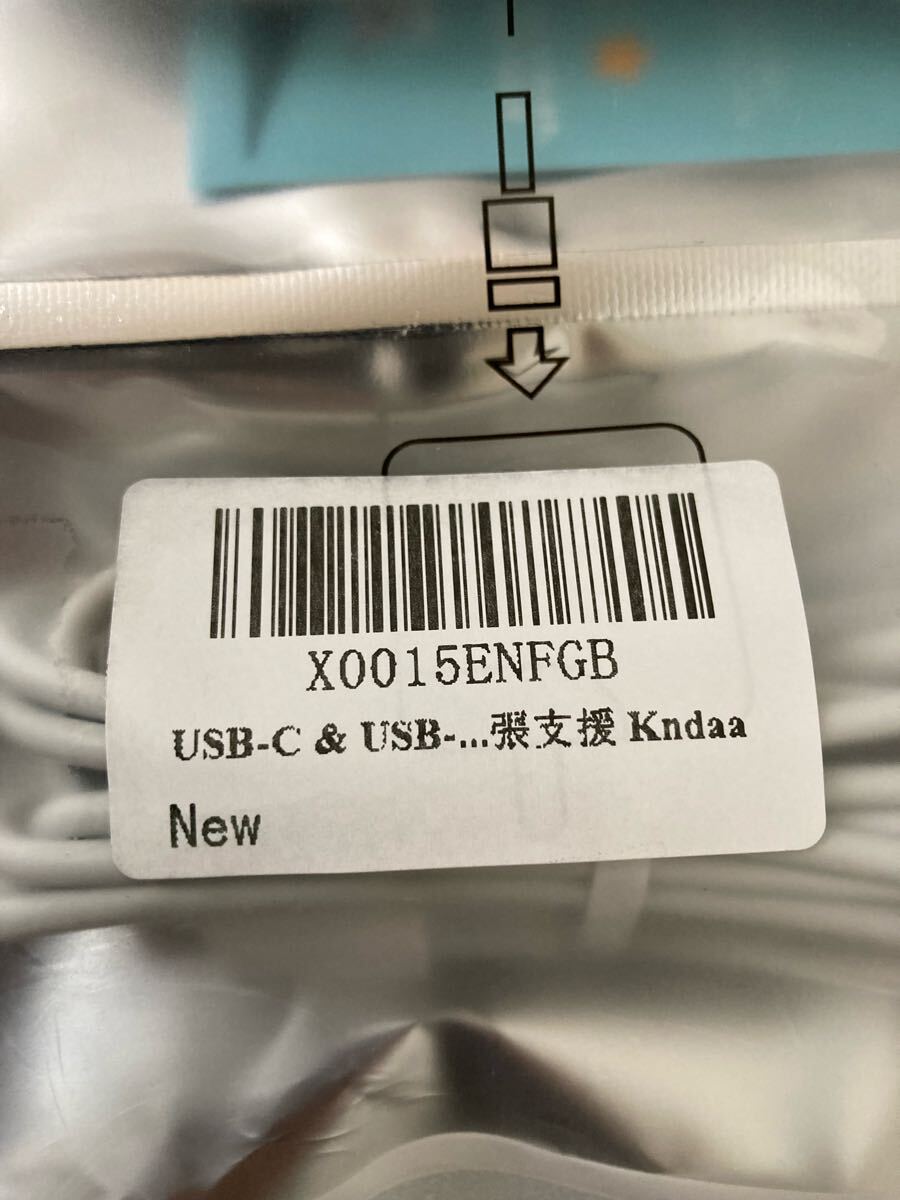 X0015ENFGB
USB-C & USB-...張支援 Kndaa
New